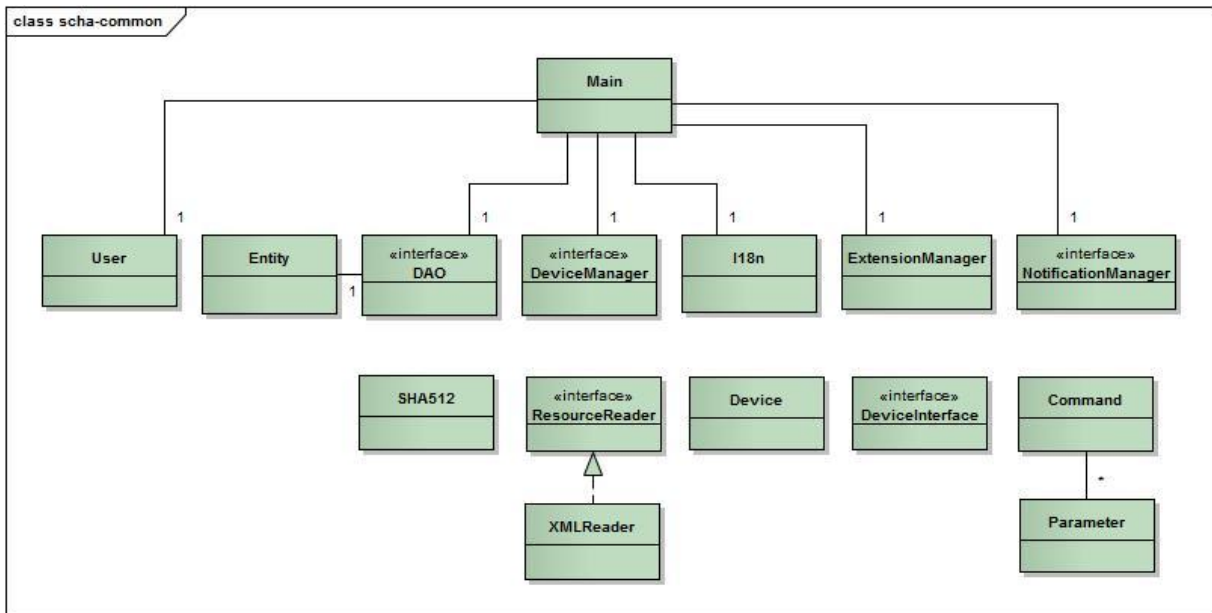 class scha-common
Main
1
1
1
1
1
1
User
Entity
«interface»
DAO
«interface»
DeviceManager
I18n
ExtensionManager
«interface»
NotificationManager
1
SHA512
«interface»
ResourceReader
Device
«interface»
DeviceInterface
Command
*
XMLReader
Parameter